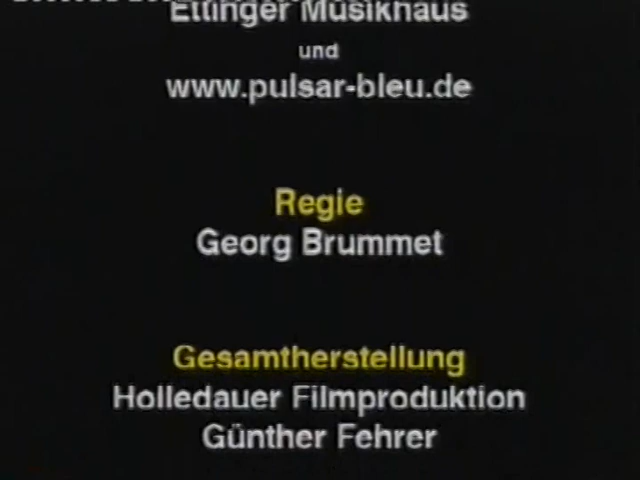 Ettinger Musikhaus
und
www.pulsar-bleu.de
Regie
Georg Brummet
Gesamtherstellung
Holledauer Filmproduktion
Günther Fehrer